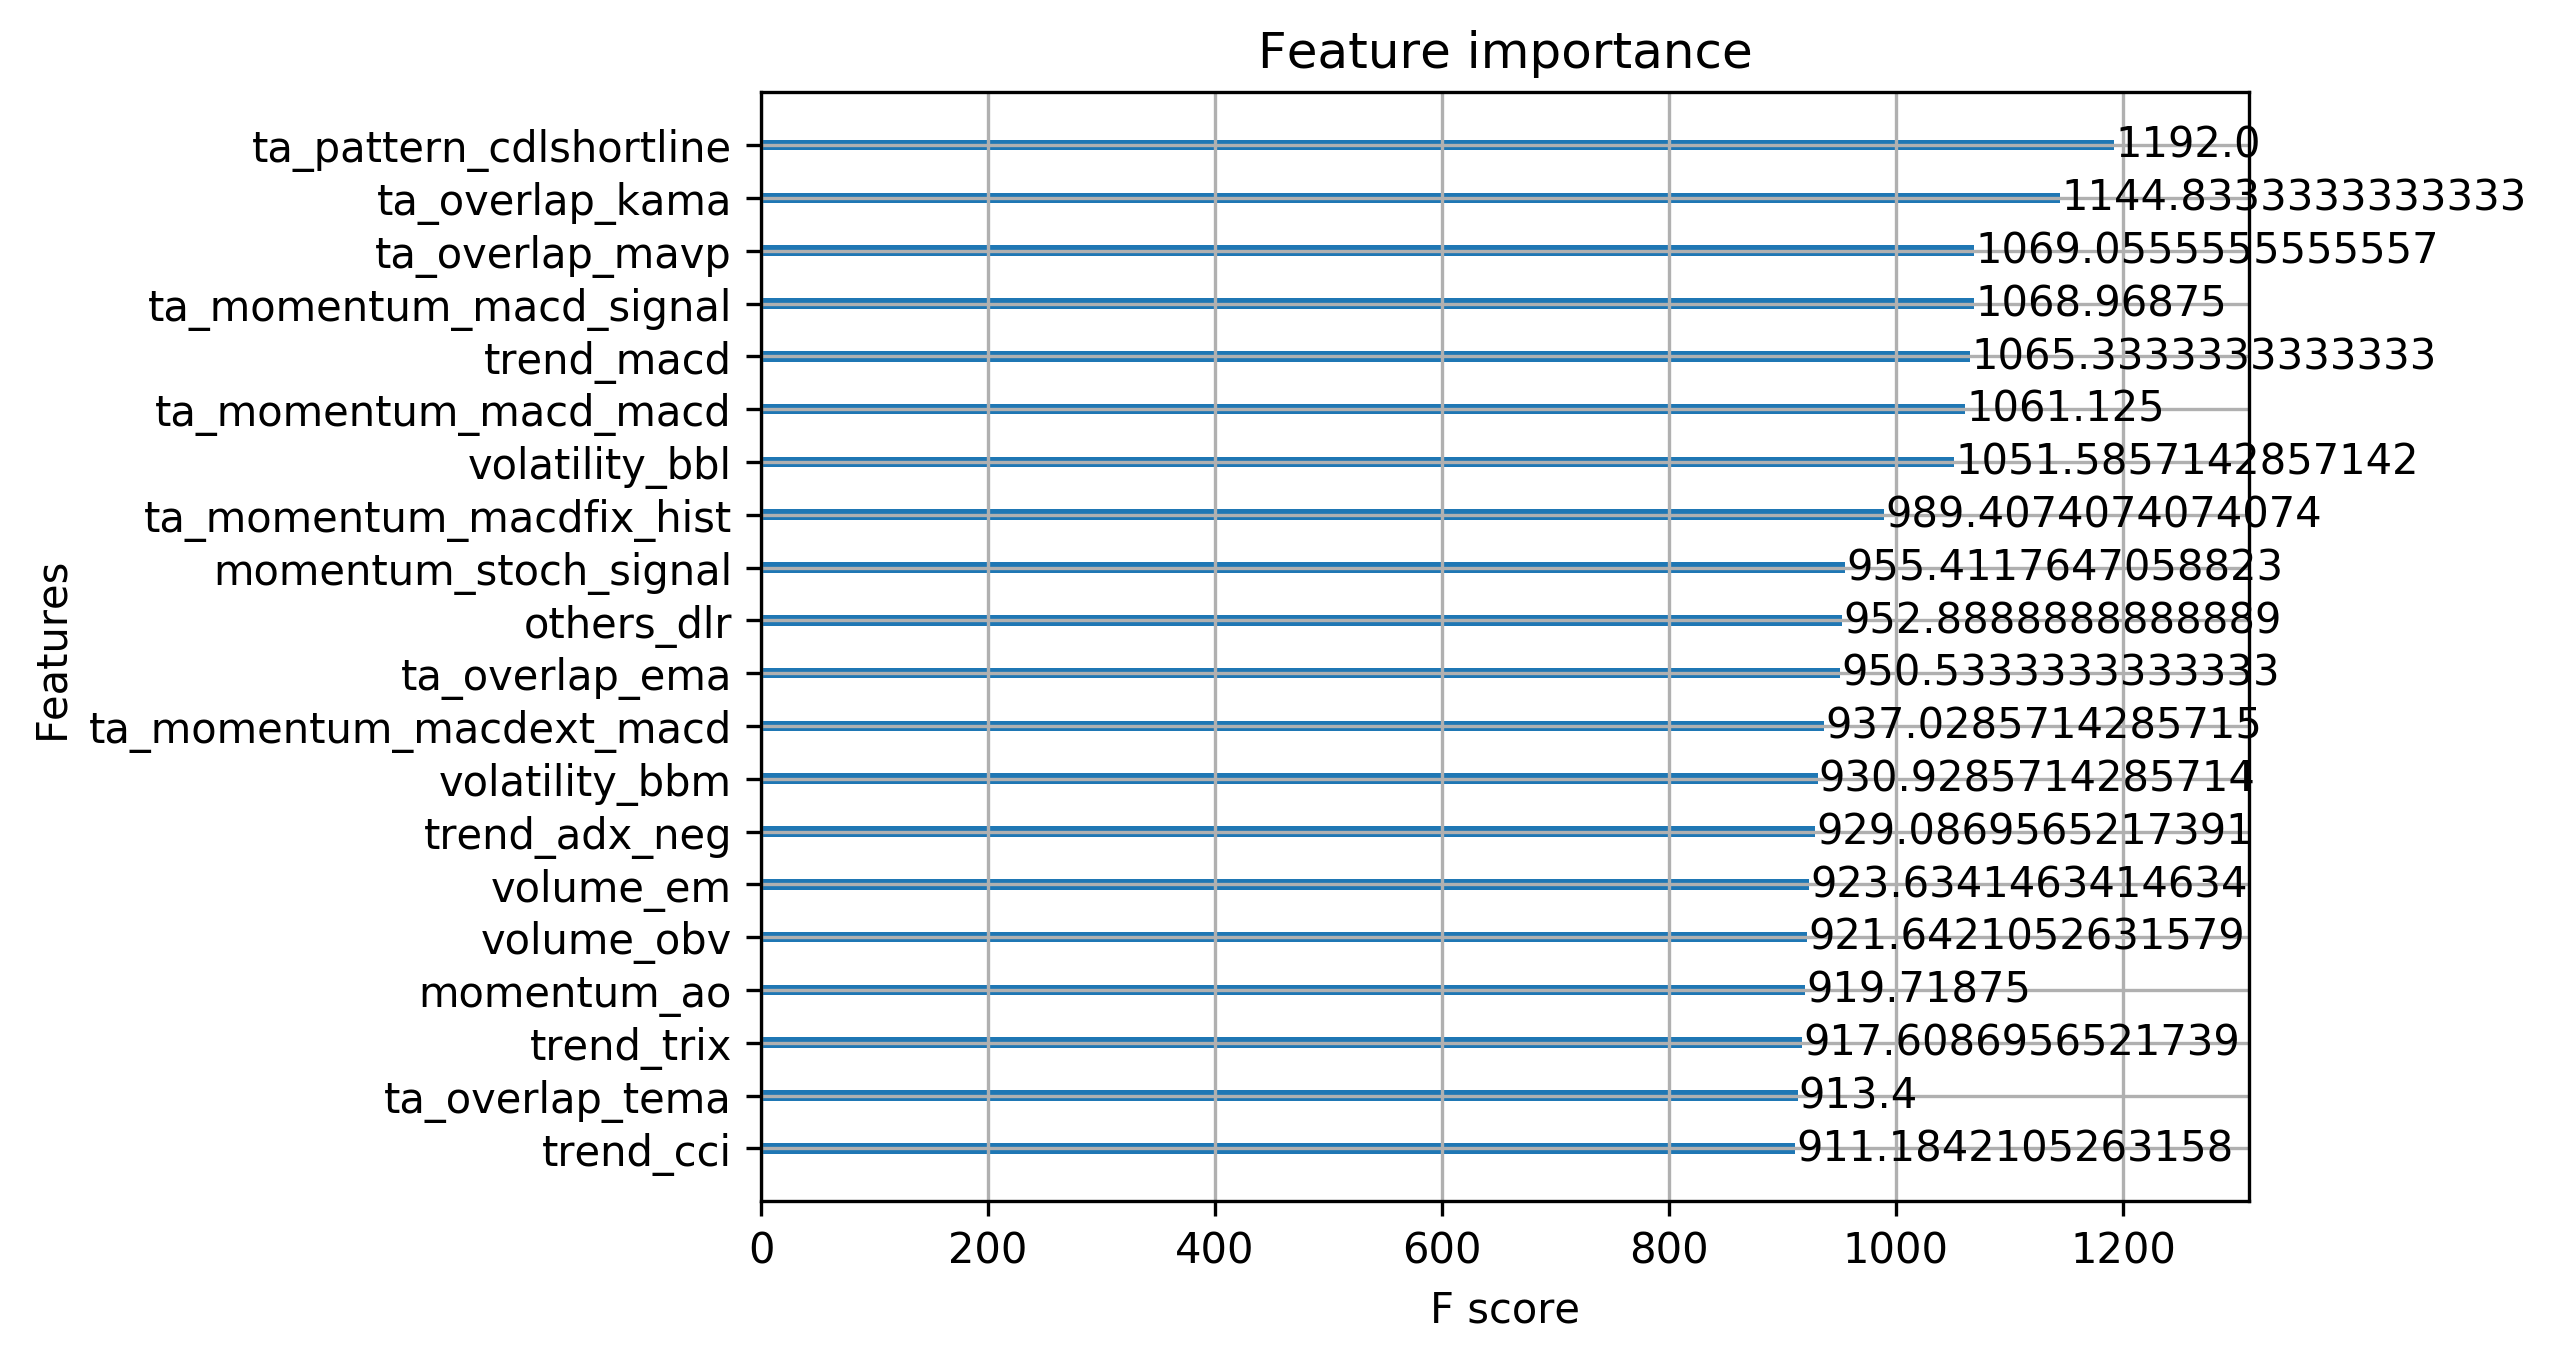 Feature importance
Features
ta_pattern_cdlshortline 1192.0
ta_overlap_kama 1144.8333333333333
ta_overlap_mavp 1069.0555555555557
ta_momentum_macd_signal 1068.96875
trend_macd 1065.3333333333333
ta_momentum_macd_macd 1061.125
volatility_bbl 1051.5857142857142
ta_momentum_macdfix_hist 989.4074074074074
momentum_stoch_signal 955.4117647058823
others_dlr 952.8888888888889
ta_overlap_ema 950.5333333333333
ta_momentum_macdext_macd 937.0285714285715
volatility_bbm 930.9285714285714
trend_adx_neg 929.0869565217391
volume_em 923.6341463414634
volume_obv 921.6421052631579
momentum_ao 919.71875
trend_trix 917.6086956521739
ta_overlap_tema 913.4
trend_cci 911.1842105263158
0 200 400 600 800 1000 1200
F score